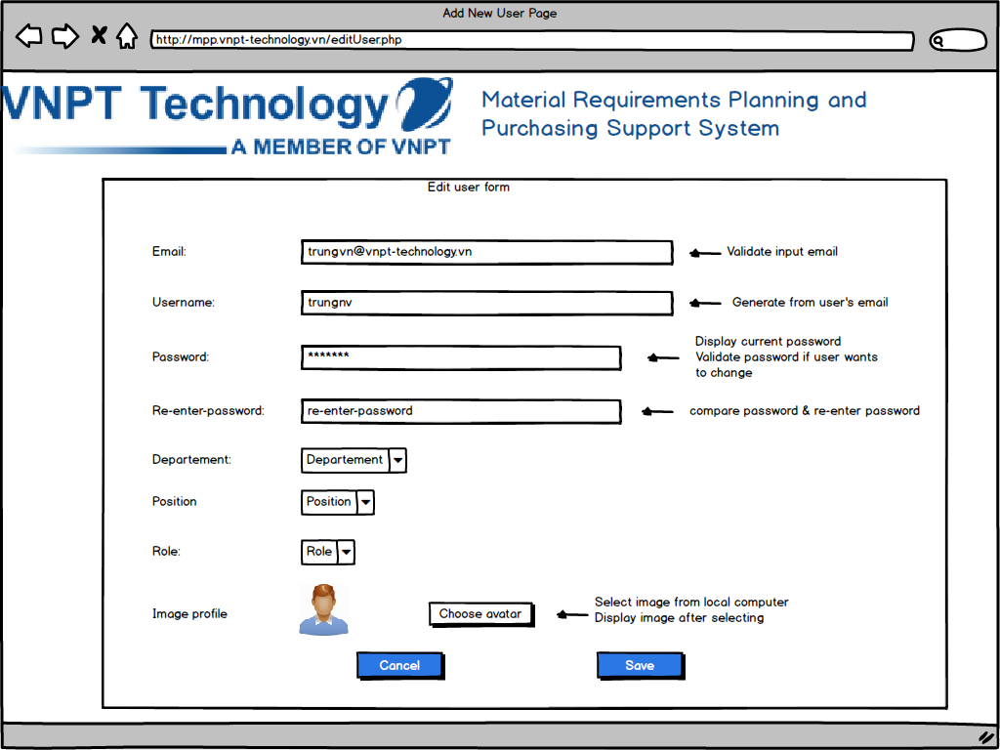 Add New User Page
http://mpp.vnpt-technology.vn/editUser.php
VNPT Technology
A MEMBER OF VNPT
Material Requirements Planning and
Purchasing Support System
Edit user form
Email:
trungvn@vnpt-technology.vn
Validate input email
Username:
trungnv
Generate from user's email
Password:
*******
Display current password
Validate password if user wants
to change
Re-enter-password:
re-enter-password
compare password & re-enter password
Departement:
Departement
Position
Position
Role:
Role
Image profile
Choose avatar
Select image from local computer
Display image after selecting
Cancel
Save